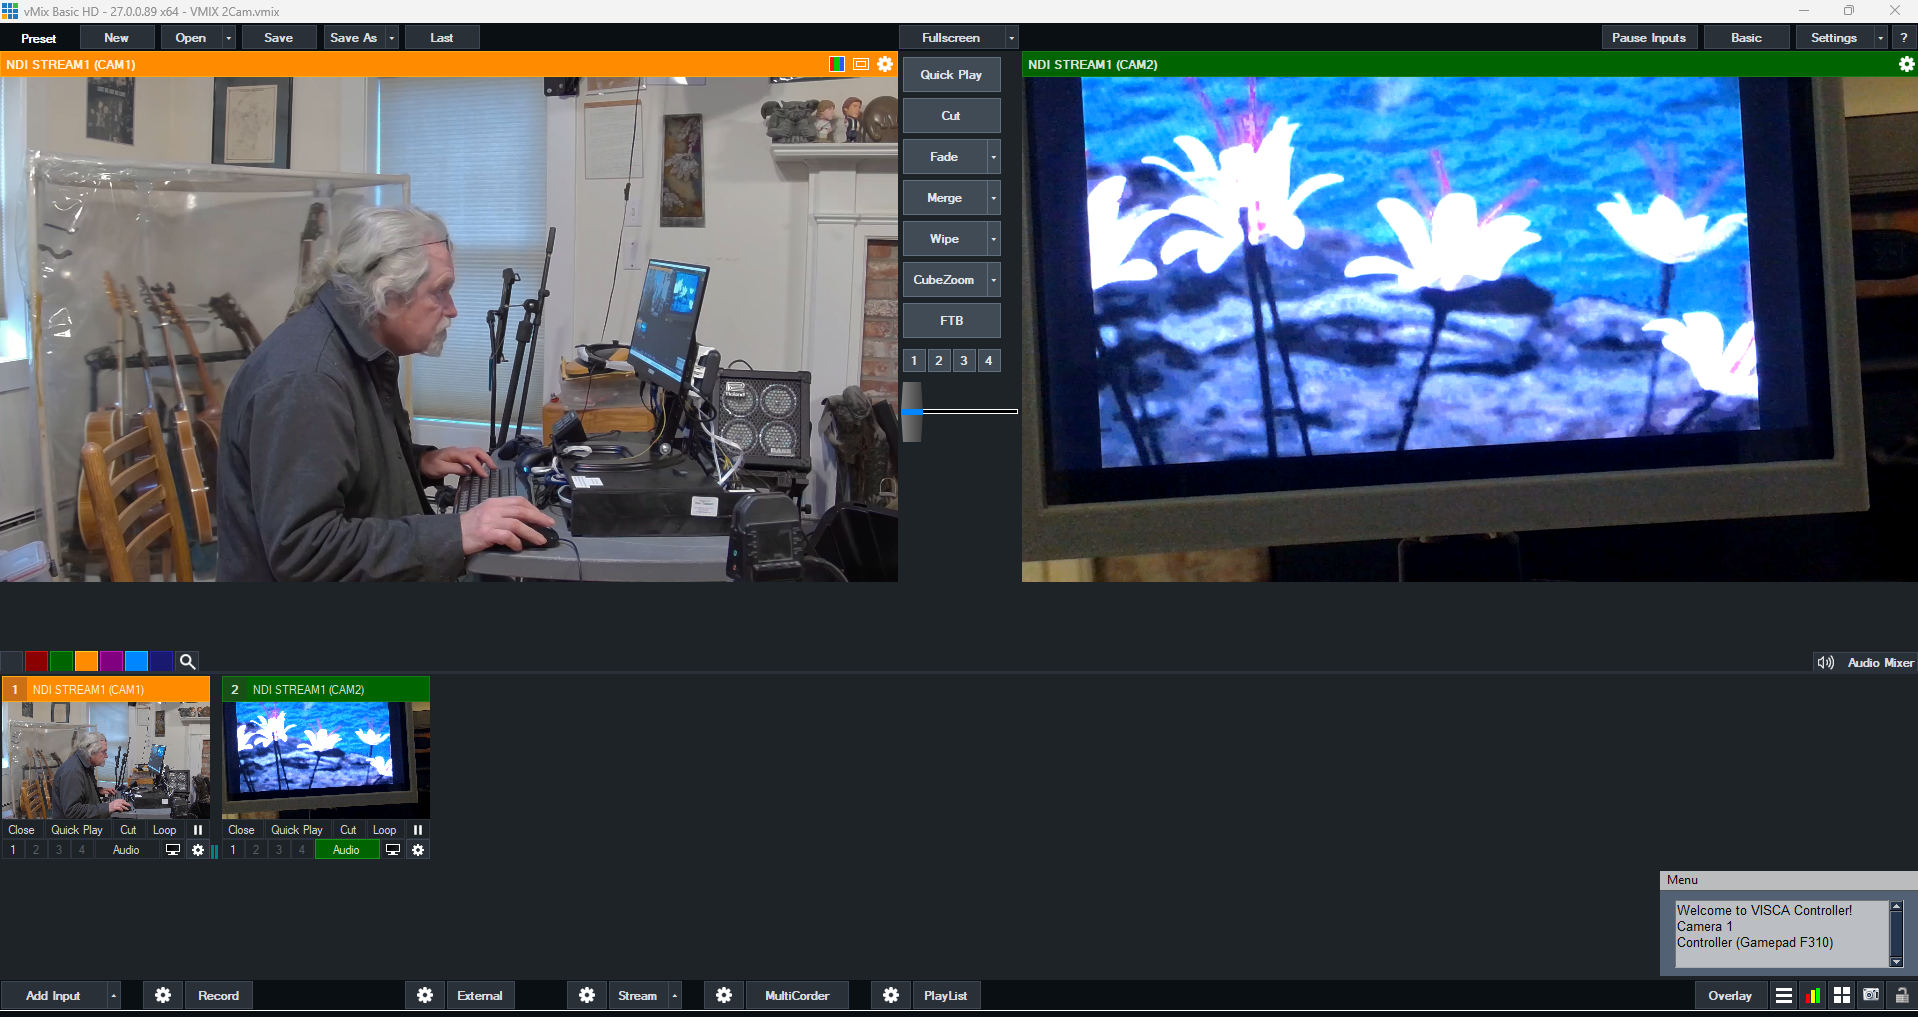 vMix Basic HD - 27.0.0.89 x64 - VMIX 2Cam.vmix
Preset New Open Save Save As Last Fullscreen Pause Inputs Basic Settings ?
NDI STREAM1 (CAM1)
Quick Play
Cut
Fade
Merge
Wipe
CubeZoom
FTB
1 2 3 4
NDI STREAM1 (CAM2)
Roland
BASS
Audio Mixer
1 NDI STREAM1 (CAM1)
Close Quick Play Cut Loop
1 2 3 4 Audio
2 NDI STREAM1 (CAM2)
Close Quick Play Cut Loop
1 2 3 4 Audio
Menu
Welcome to VISCA Controller!
Camera 1
Controller (Gamepad F310)
Add Input Record External Stream MultiCorder PlayList Overlay